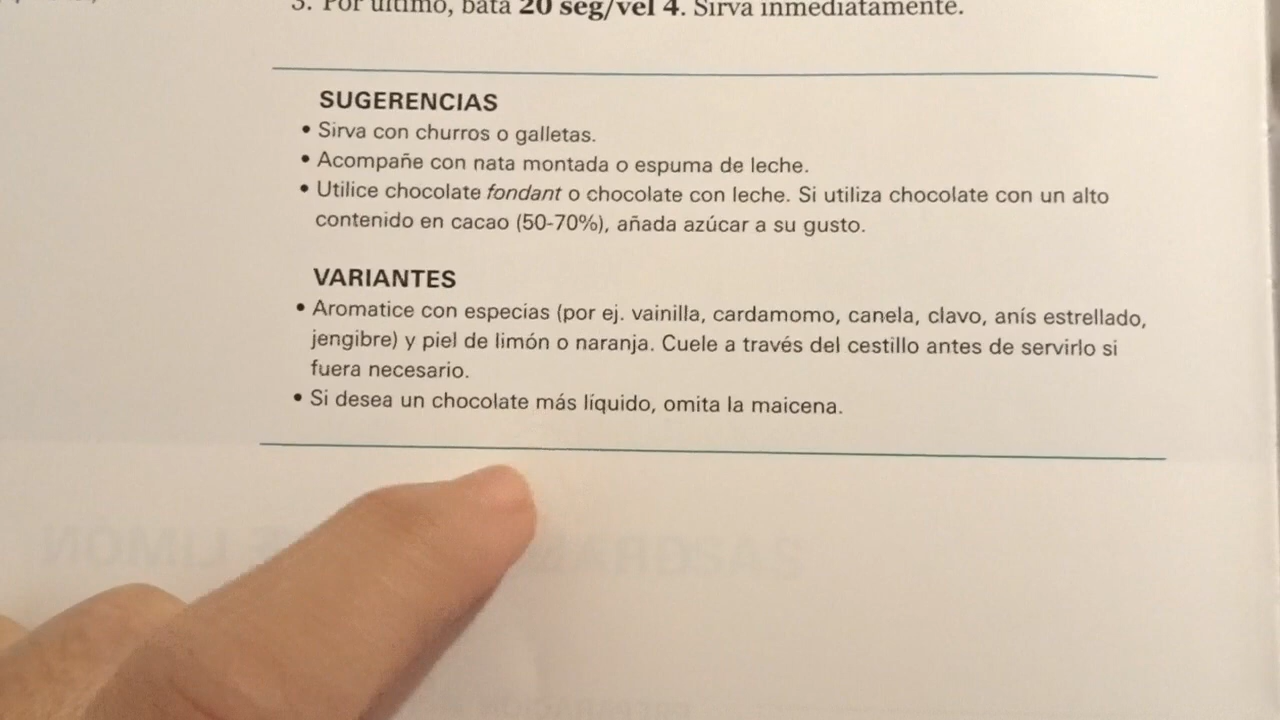 3. Por último, bata 20 seg/vel 4. Sirva inmediatamente.
SUGERENCIAS
• Sirva con churros o galletas.
• Acompañe con nata montada o espuma de leche.
• Utilice chocolate fondant o chocolate con leche. Si utiliza chocolate con un alto
contenido en cacao (50-70%), añada azúcar a su gusto.
VARIANTES
• Aromatice con especias (por ej. vainilla, cardamomo, canela, clavo, anís estrellado,
jengibre) y piel de limón o naranja. Cuele a través del cestillo antes de servirlo si
fuera necesario.
• Si desea un chocolate más líquido, omita la maicena.